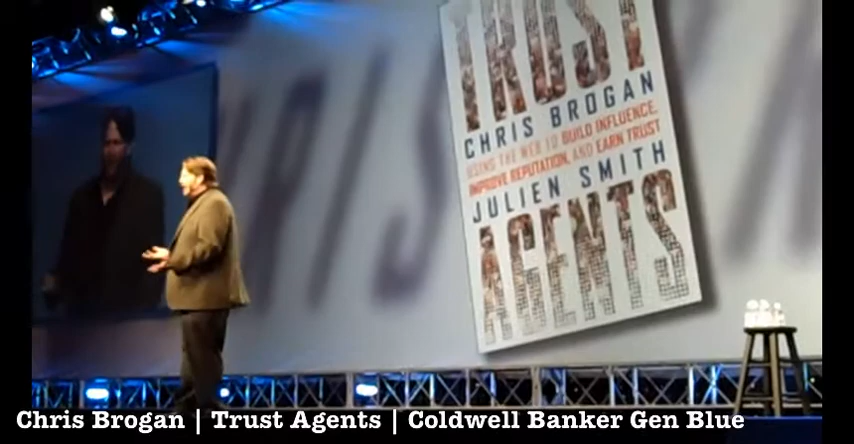 TRUST
CHRIS BROGAN
USING THE WEB TO BUILD INFLUENCE,
IMPROVE REPUTATION, AND EARN TRUST
JULIEN SMITH
AGENTS
Chris Brogan | Trust Agents | Coldwell Banker Gen Blue